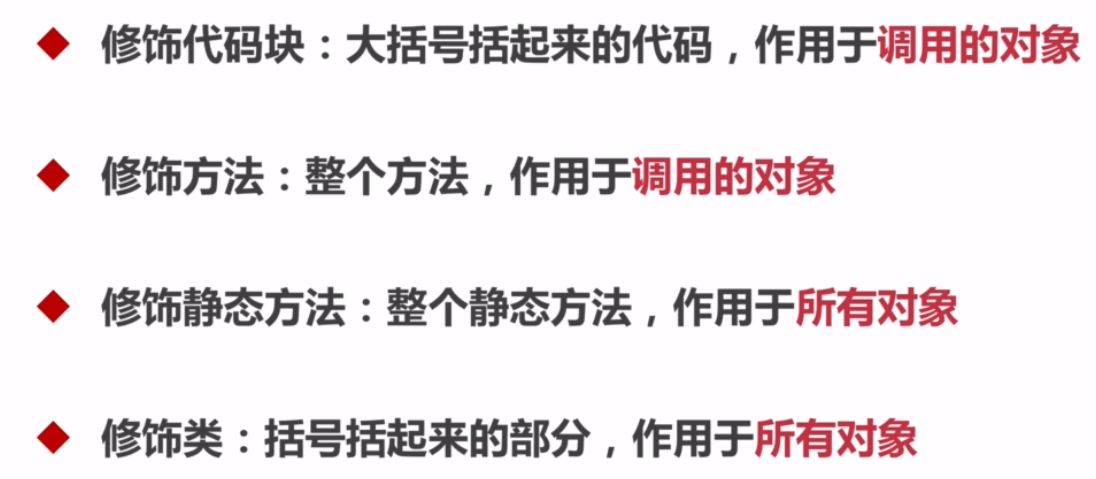 修饰代码块：大括号括起来的代码，作用于调用的对象
修饰方法：整个方法，作用于调用的对象
修饰静态方法：整个静态方法，作用于所有对象
修饰类：括号括起来的部分，作用于所有对象